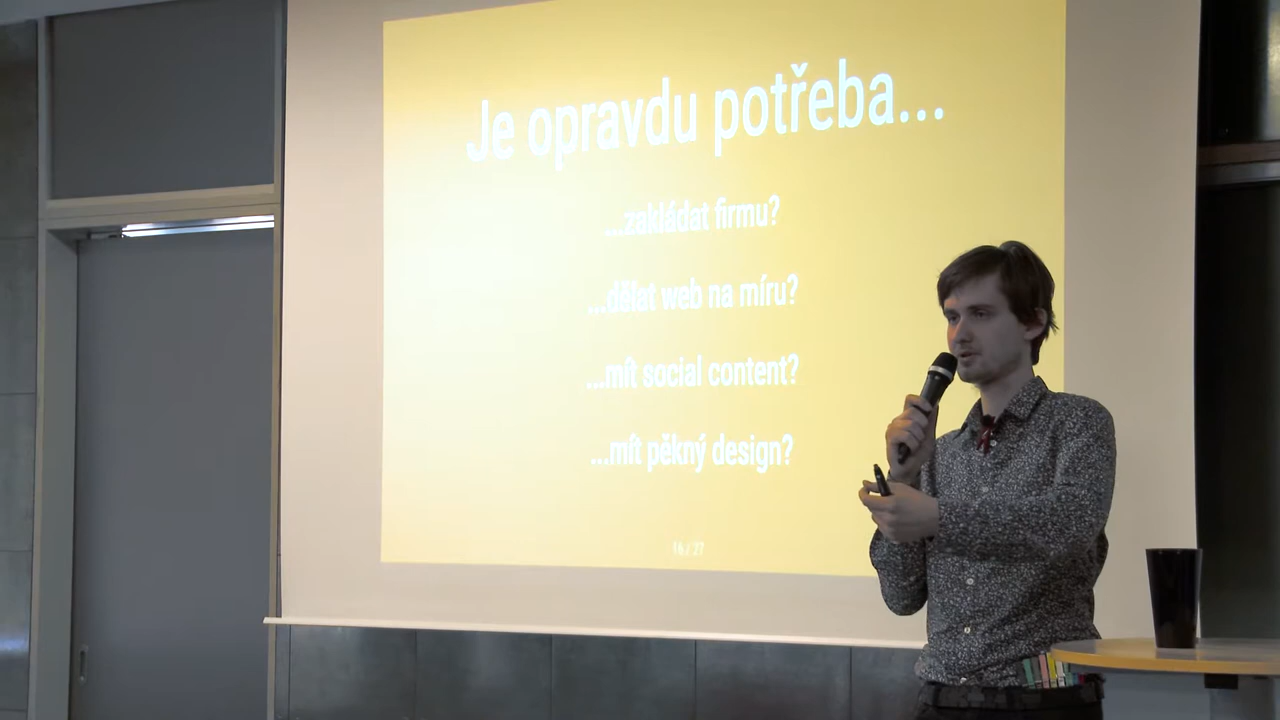 Je opravdu potřeba...
...zakládat firmu?
...dělat web na míru?
...mít social content?
...mít pěkný design?
16 / 27